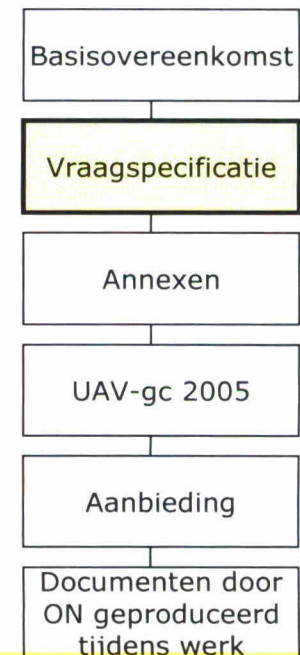 Basisovereenkomst
Vraagspecificatie
Annexen
UAV-gc 2005
Aanbieding
Documenten door
ON geproduceerd
tijdens werk